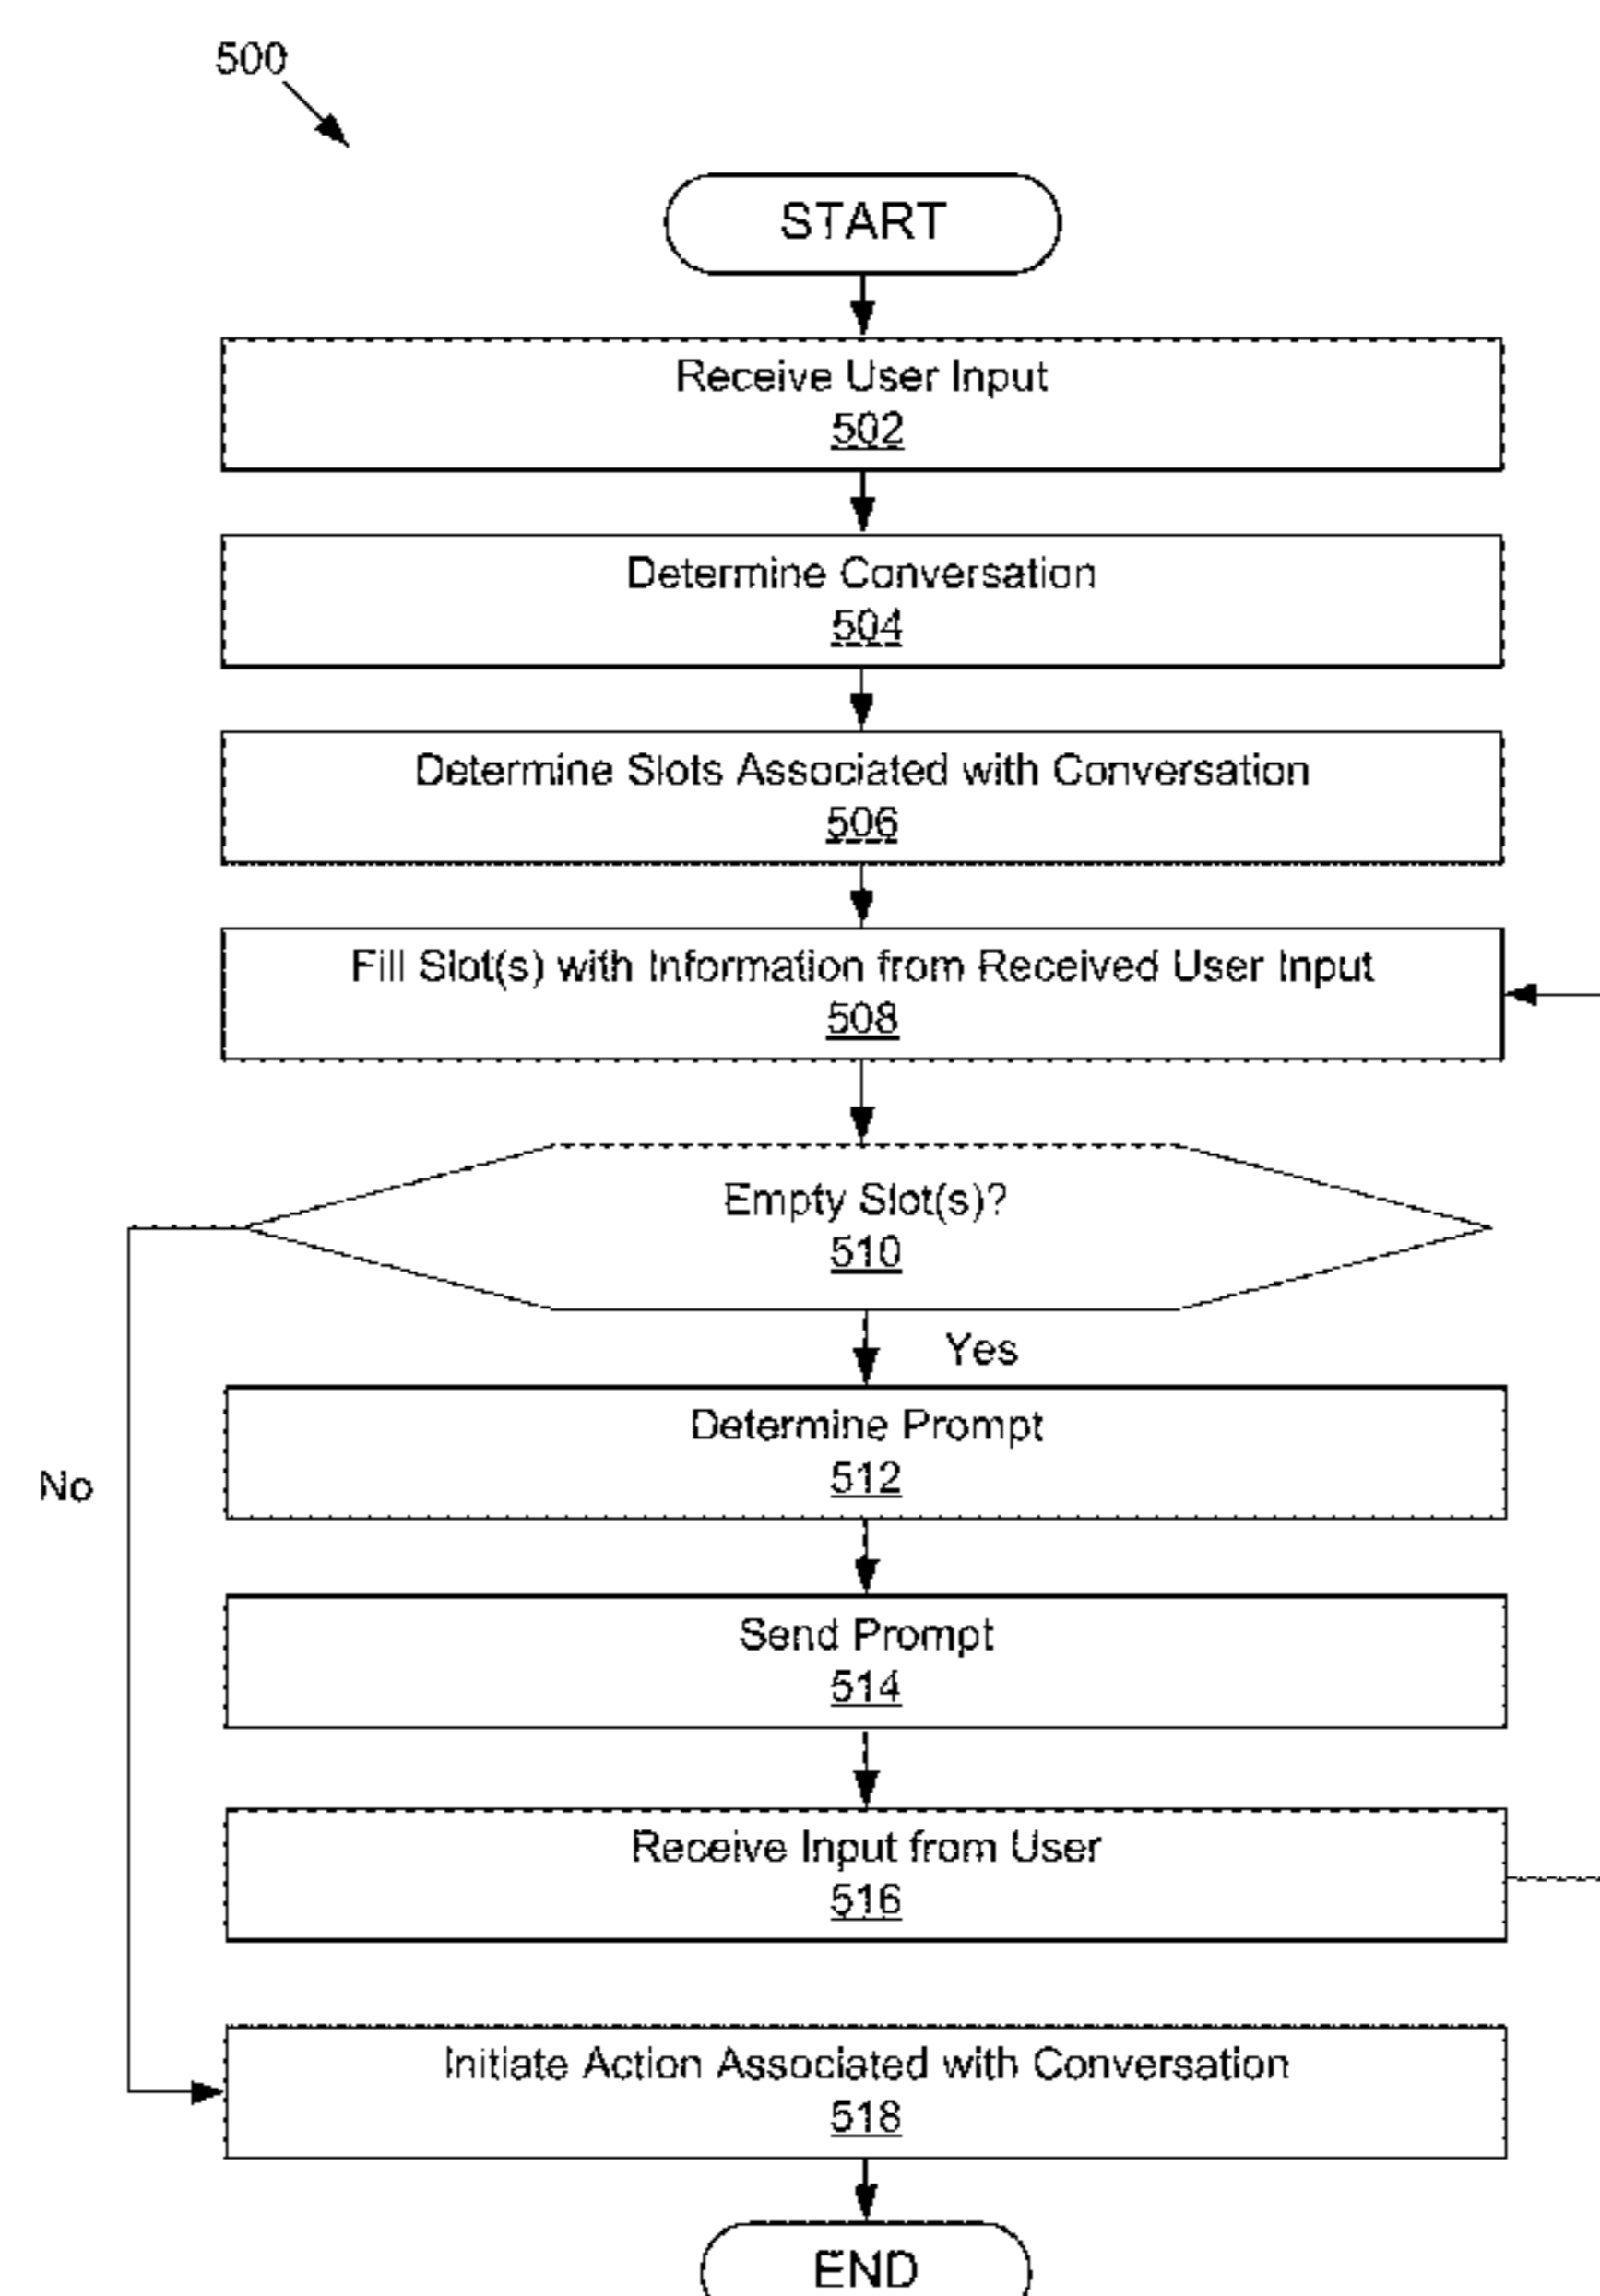 500
START
Receive User Input
502
Determine Conversation
504
Determine Slots Associated with Conversation
506
Fill Slot(s) with Information from Received User Input
508
Empty Slot(s)?
510
Yes
Determine Prompt
512
No
Send Prompt
514
Receive Input from User
516
Initiate Action Associated with Conversation
518
END